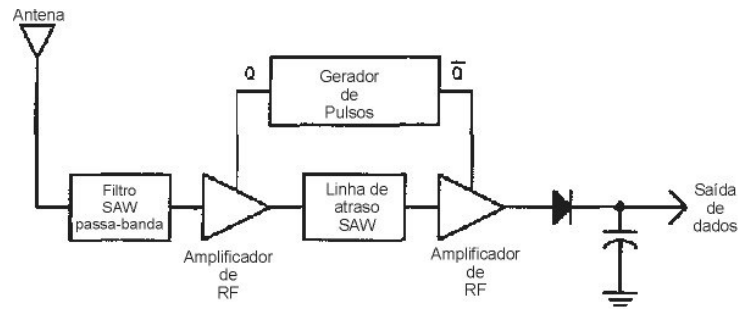 Antena
Q
Gerador
de
Pulsos
Q̅
Filtro
SAW
passa-banda
Linha de
atraso
SAW
Saída
de
dados
Amplificador
de
RF
Amplificador
de
RF